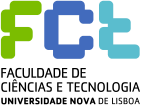 fct
FACULDADE DE
CIÊNCIAS E TECNOLOGIA
UNIVERSIDADE NOVA DE LISBOA